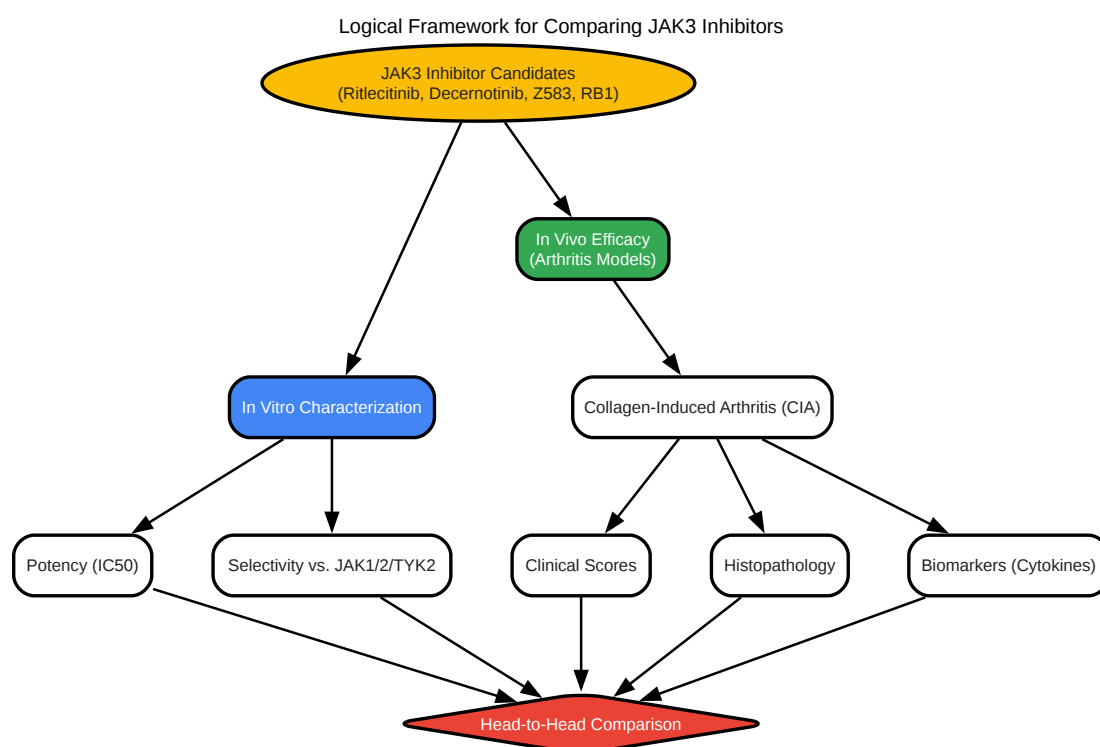 Logical Framework for Comparing JAK3 Inhibitors
JAK3 Inhibitor Candidates
(Ritlecitinib, Decernotinib, Z583, RB1)
In Vivo Efficacy
(Arthritis Models)
In Vitro Characterization
Collagen-Induced Arthritis (CIA)
Potency (IC50)
Selectivity vs. JAK1/2/TYK2
Clinical Scores
Histopathology
Biomarkers (Cytokines)
Head-to-Head Comparison